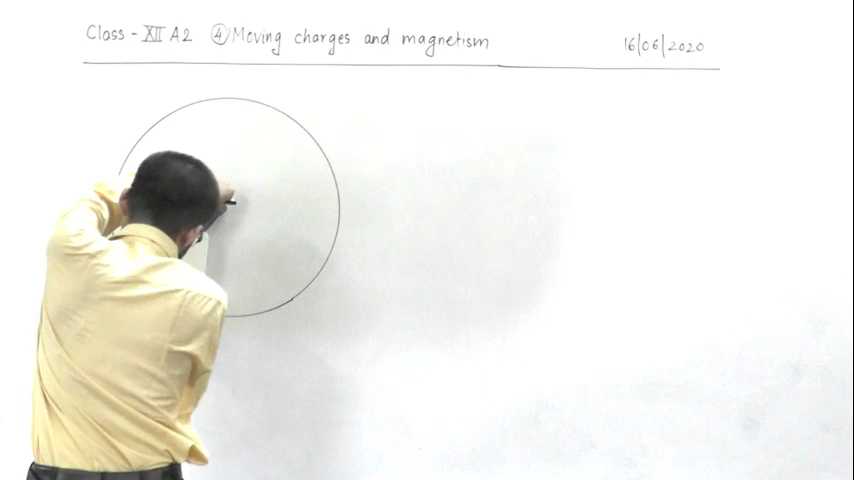 Class - XII A2 ④ Moving charges and magnetism 16/06/2020